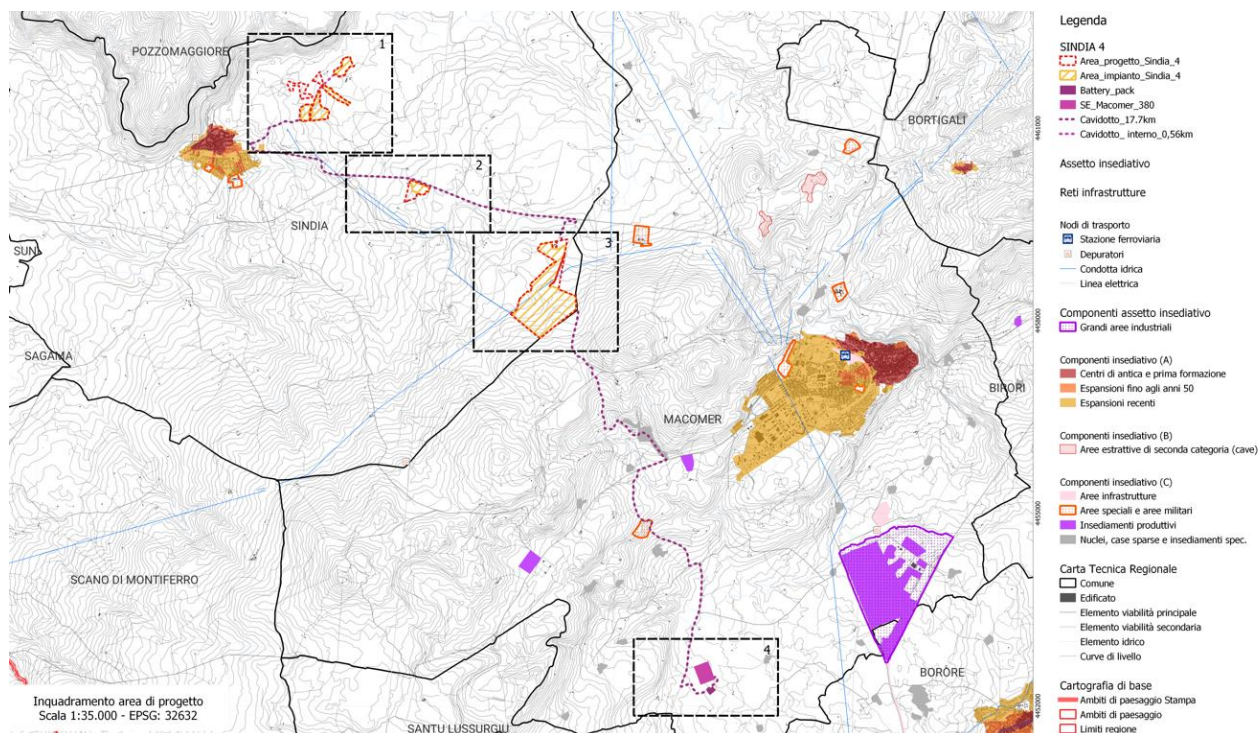 POZZOMAGGIORE
1
BORTIGALI
2
SINDIA
3
SUNI
SAGAMA
BIRORI
MACOMER
SCANO DI MONTIFERRO
4
BORÒRE
SANTU LUSSURGIU
Inquadramento area di progetto
Scala 1:35.000 - EPSG: 32632
4461000
4458000
4455000
4452000
Legenda
SINDIA 4
Area_progetto_Sindia_4
Area_impianto_Sindia_4
Battery_pack
SE_Macomer_380
Cavidotto_17.7km
Cavidotto_ interno_0,56km
Assetto insediativo
Reti infrastrutture
Nodi di trasporto
Stazione ferroviaria
Depuratori
Condotta idrica
Linea elettrica
Componenti assetto insediativo
Grandi aree industriali
Componenti insediativo (A)
Centri di antica e prima formazione
Espansioni fino agli anni 50
Espansioni recenti
Componenti insediativo (B)
Aree estrattive di seconda categoria (cave)
Componenti insediativo (C)
Aree infrastrutture
Aree speciali e aree militari
Insediamenti produttivi
Nuclei, case sparse e insediamenti spec.
Carta Tecnica Regionale
Comune
Edificato
Elemento viabilità principale
Elemento viabilità secondaria
Elemento idrico
Curve di livello
Cartografia di base
Ambiti di paesaggio Stampa
Ambiti di paesaggio
Limiti regione